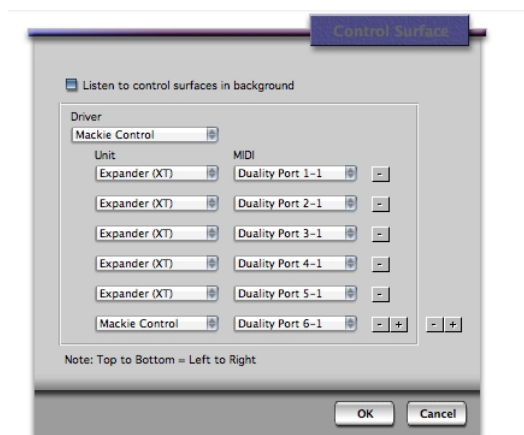 Control Surface
Listen to control surfaces in background
Driver
Mackie Control
Unit MIDI
Expander (XT) Duality Port 1-1 -
Expander (XT) Duality Port 2-1 -
Expander (XT) Duality Port 3-1 -
Expander (XT) Duality Port 4-1 -
Expander (XT) Duality Port 5-1 -
Mackie Control Duality Port 6-1 - + - +
Note: Top to Bottom = Left to Right
OK Cancel